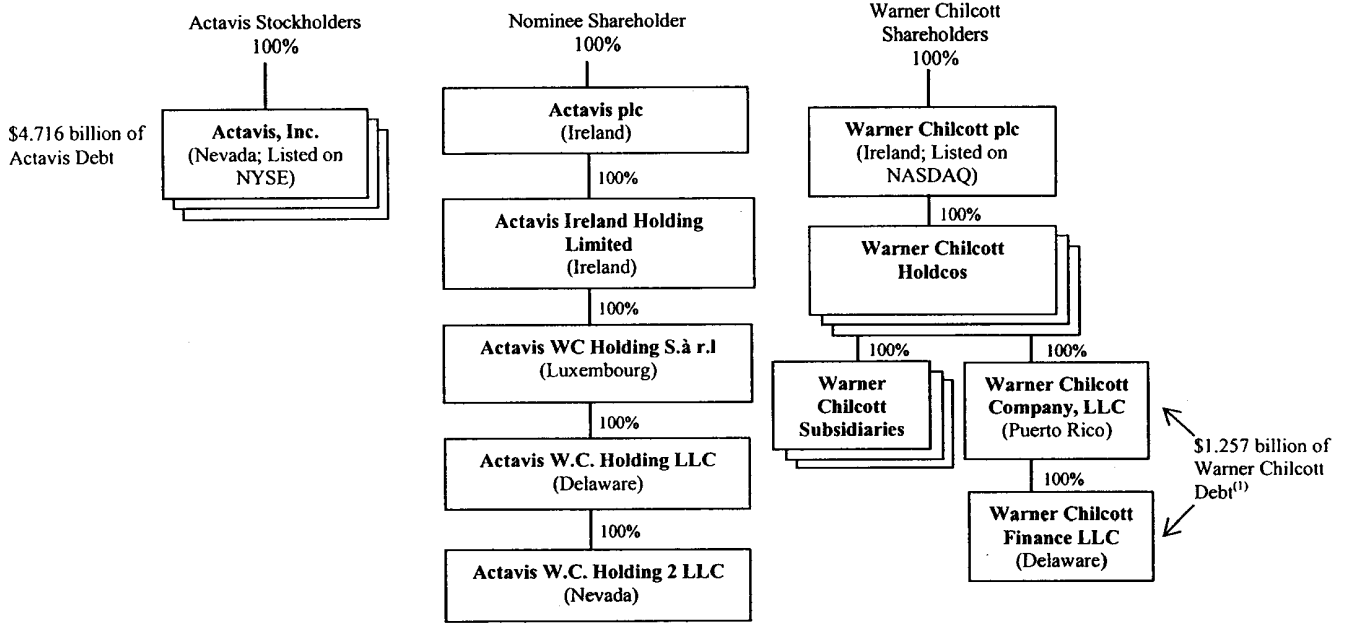 Actavis Stockholders
100%
$4.716 billion of
Actavis Debt
Actavis, Inc.
(Nevada; Listed on
NYSE)
Nominee Shareholder
100%
Actavis plc
(Ireland)
100%
Actavis Ireland Holding
Limited
(Ireland)
100%
Actavis WC Holding S.à r.l
(Luxembourg)
100%
Actavis W.C. Holding LLC
(Delaware)
100%
Actavis W.C. Holding 2 LLC
(Nevada)
Warner Chilcott
Shareholders
100%
Warner Chilcott plc
(Ireland; Listed on
NASDAQ)
100%
Warner Chilcott
Holdcos
100%
Warner
Chilcott
Subsidiaries
100%
Warner Chilcott
Company, LLC
(Puerto Rico)
100%
Warner Chilcott
Finance LLC
(Delaware)
$1.257 billion of
Warner Chilcott
Debt(1)